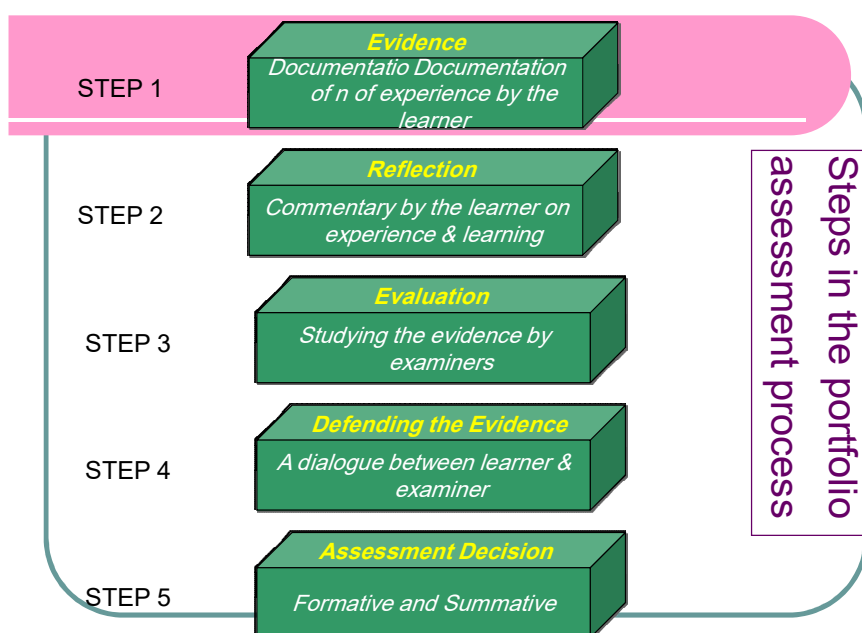 Evidence
STEP 1
Documentatio Documentation
of n of experience by the
learner
Reflection
STEP 2
Commentary by the learner on
experience & learning
Evaluation
STEP 3
Studying the evidence by
examiners
Defending the Evidence
STEP 4
A dialogue between learner &
examiner
Assessment Decision
STEP 5
Formative and Summative
Steps in the portfolio
assessment process